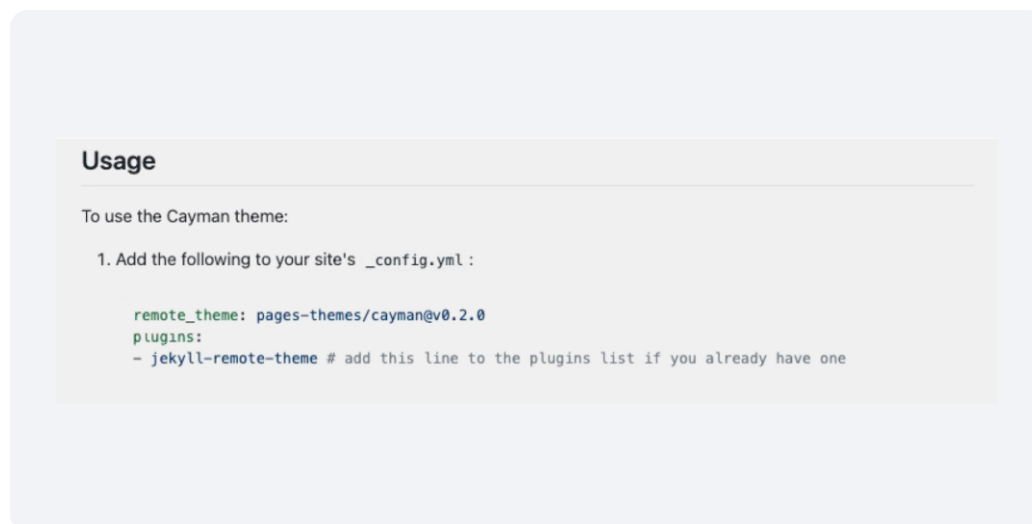 Usage
To use the Cayman theme:
1. Add the following to your site's _config.yml :
remote_theme: pages-themes/cayman@v0.2.0
plugins:
- jekyll-remote-theme # add this line to the plugins list if you already have one